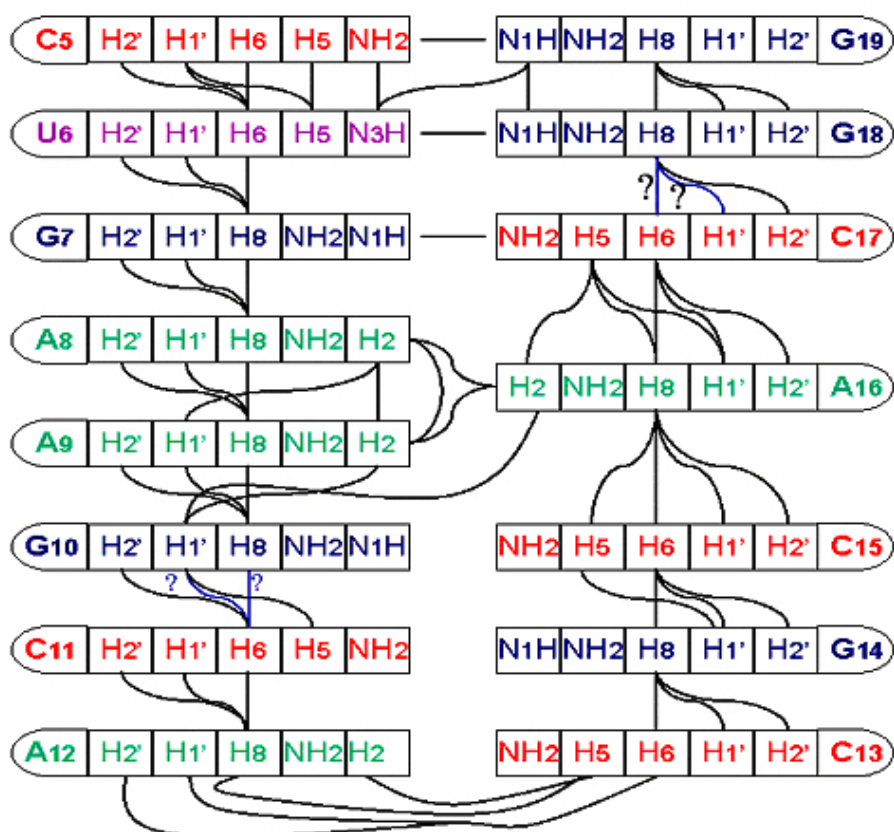 C5 H2' H1' H6 H5 NH2 N1H NH2 H8 H1' H2' G19
U6 H2' H1' H6 H5 N3H N1H NH2 H8 H1' H2' G18
? ?
G7 H2' H1' H8 NH2 N1H NH2 H5 H6 H1' H2' C17
A8 H2' H1' H8 NH2 H2
H2 NH2 H8 H1' H2' A16
A9 H2' H1' H8 NH2 H2
G10 H2' H1' H8 NH2 N1H NH2 H5 H6 H1' H2' C15
? ?
C11 H2' H1' H6 H5 NH2 N1H NH2 H8 H1' H2' G14
A12 H2' H1' H8 NH2 H2 NH2 H5 H6 H1' H2' C13